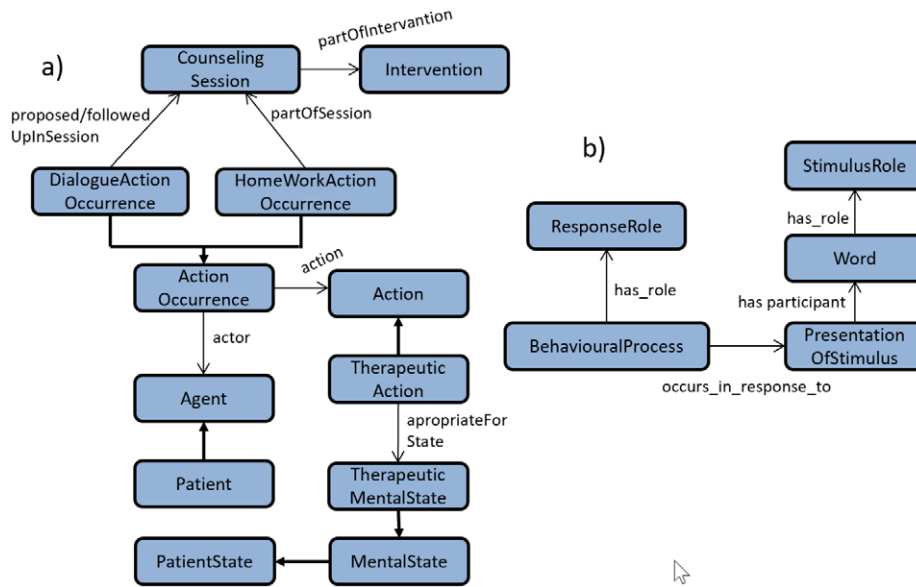 a)
Counseling
Session
partOfIntervantion
Intervention
proposed/followed
UpInSession
partOfSession
DialogueAction
Occurrence
HomeWorkAction
Occurrence
Action
Occurrence
action
Action
actor
Therapeutic
Action
Agent
apropriateFor
State
Patient
Therapeutic
MentalState
PatientState
MentalState
b)
StimulusRole
has_role
ResponseRole
Word
has_role
has participant
BehaviouralProcess
Presentation
OfStimulus
occurs_in_response_to